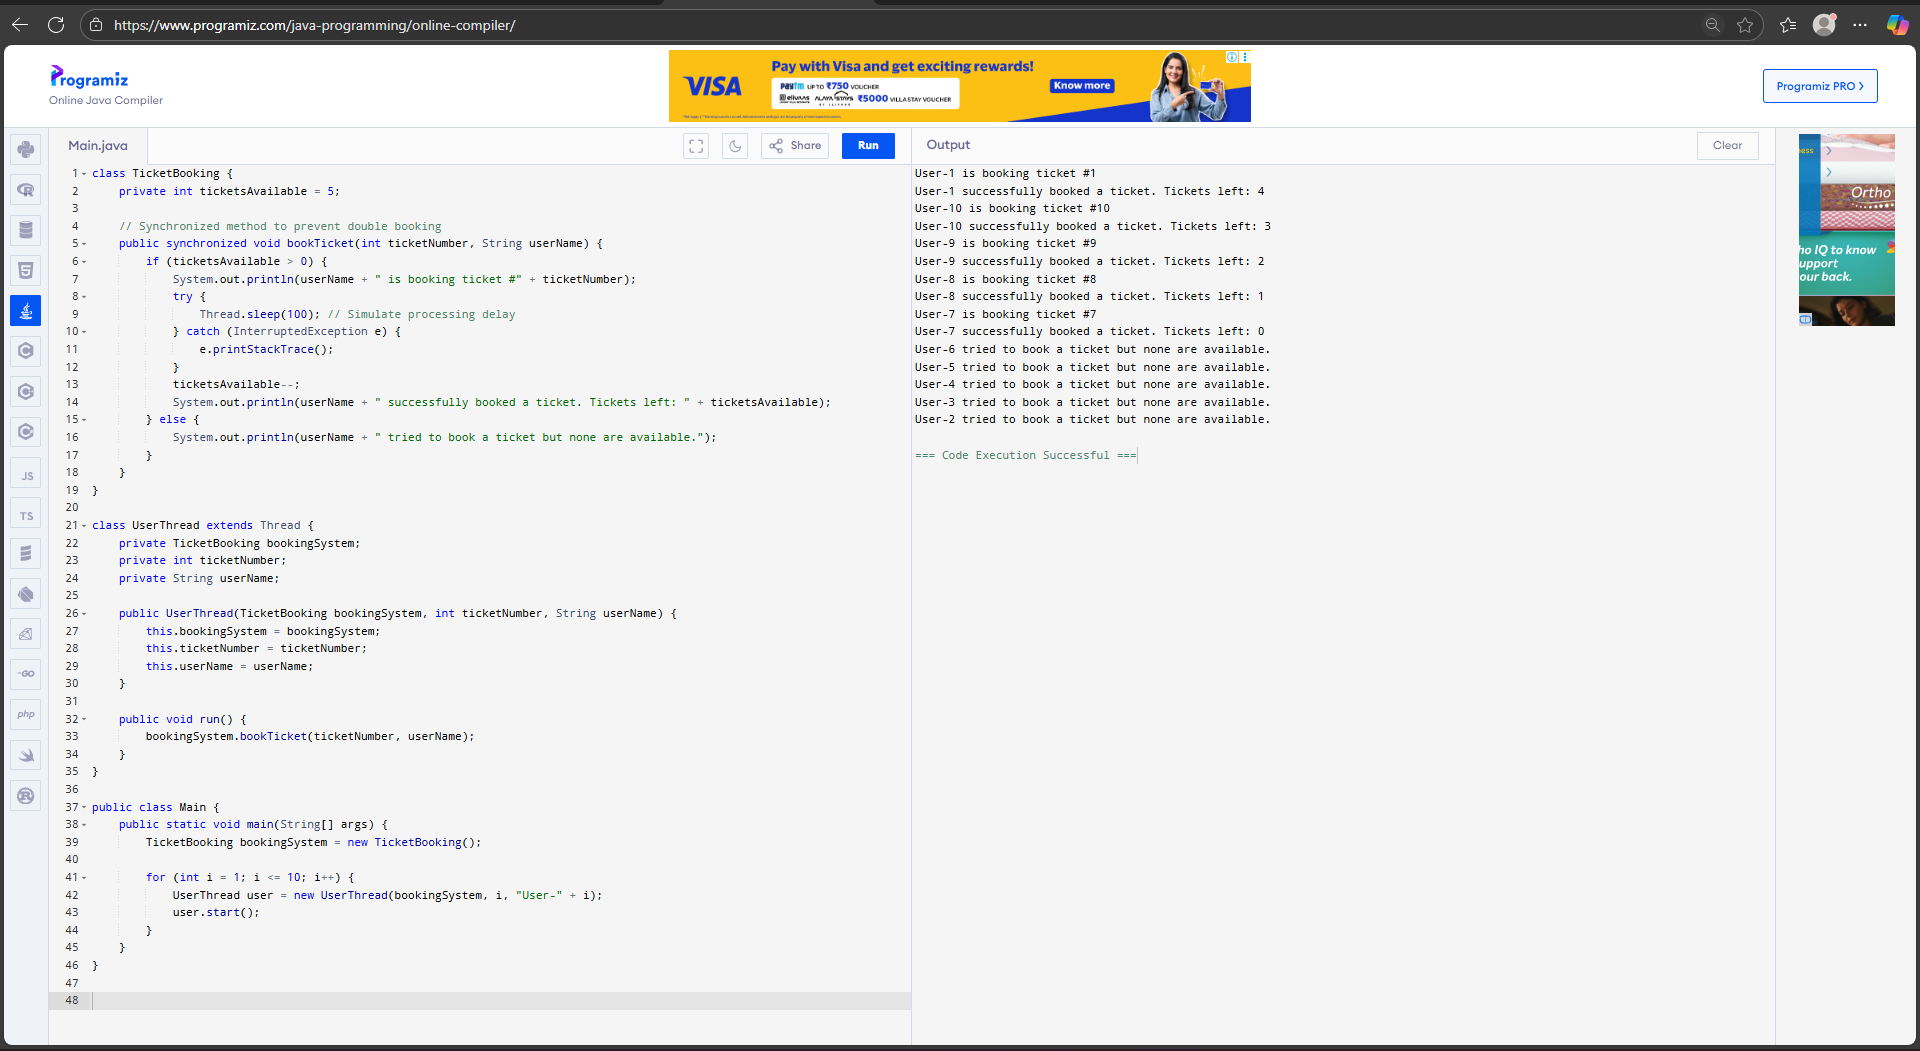 https://www.programiz.com/java-programming/online-compiler/
Programiz
Online Java Compiler
VISA
Pay with Visa and get exciting rewards!
Paytm UP TO ₹750 VOUCHER
ELIVAAS ALAYA STAYS ₹5000 VILLA STAY VOUCHER
Know more
Programiz PRO >
Main.java
Share
Run
Output
Clear
1 class TicketBooking {
2     private int ticketsAvailable = 5;
3
4     // Synchronized method to prevent double booking
5     public synchronized void bookTicket(int ticketNumber, String userName) {
6         if (ticketsAvailable > 0) {
7             System.out.println(userName + " is booking ticket #" + ticketNumber);
8             try {
9                 Thread.sleep(100); // Simulate processing delay
10             } catch (InterruptedException e) {
11                 e.printStackTrace();
12             }
13             ticketsAvailable--;
14             System.out.println(userName + " successfully booked a ticket. Tickets left: " + ticketsAvailable);
15         } else {
16             System.out.println(userName + " tried to book a ticket but none are available.");
17         }
18     }
19 }
20
21 class UserThread extends Thread {
22     private TicketBooking bookingSystem;
23     private int ticketNumber;
24     private String userName;
25
26     public UserThread(TicketBooking bookingSystem, int ticketNumber, String userName) {
27         this.bookingSystem = bookingSystem;
28         this.ticketNumber = ticketNumber;
29         this.userName = userName;
30     }
31
32     public void run() {
33         bookingSystem.bookTicket(ticketNumber, userName);
34     }
35 }
36
37 public class Main {
38     public static void main(String[] args) {
39         TicketBooking bookingSystem = new TicketBooking();
40
41         for (int i = 1; i <= 10; i++) {
42             UserThread user = new UserThread(bookingSystem, i, "User-" + i);
43             user.start();
44         }
45     }
46 }
47
48
User-1 is booking ticket #1
User-1 successfully booked a ticket. Tickets left: 4
User-10 is booking ticket #10
User-10 successfully booked a ticket. Tickets left: 3
User-9 is booking ticket #9
User-9 successfully booked a ticket. Tickets left: 2
User-8 is booking ticket #8
User-8 successfully booked a ticket. Tickets left: 1
User-7 is booking ticket #7
User-7 successfully booked a ticket. Tickets left: 0
User-6 tried to book a ticket but none are available.
User-5 tried to book a ticket but none are available.
User-4 tried to book a ticket but none are available.
User-3 tried to book a ticket but none are available.
User-2 tried to book a ticket but none are available.
=== Code Execution Successful ===
JS
TS
GO
php
ness
Ortho
ho IQ to know
upport
our back.